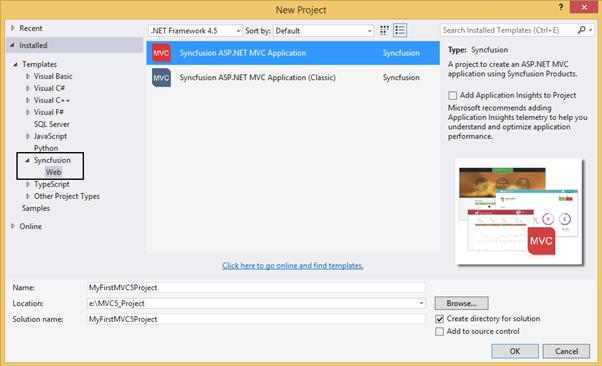 New Project
Recent
Installed
Templates
Visual Basic
Visual C#
Visual C++
Visual F#
SQL Server
JavaScript
Python
Syncfusion
Web
TypeScript
Other Project Types
Samples
Online
.NET Framework 4.5
Sort by: Default
Search Installed Templates (Ctrl+E)
MVC Syncfusion ASP.NET MVC Application Syncfusion
MVC Syncfusion ASP.NET MVC Application (Classic) Syncfusion
Click here to go online and find templates.
Type: Syncfusion
A project to create an ASP.NET MVC
application using Syncfusion Products.
Add Application Insights to Project
Microsoft recommends adding
Application Insights telemetry to help you
understand and optimize application
performance.
MVC
Name: MyFirstMVC5Project
Location: e:\MVC5_Project
Solution name: MyFirstMVC5Project
Browse...
Create directory for solution
Add to source control
OK Cancel